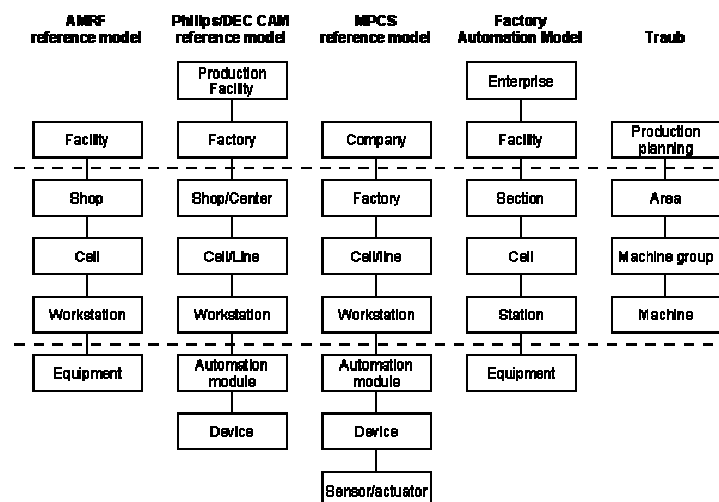 AMRF
reference model
Philips/DEC CAM
reference model
MPCS
reference model
Factory
Automation Model
Traub
Production
Facility
Enterprise
Facility
Factory
Company
Facility
Production
planning
Shop
Shop/Center
Factory
Section
Area
Cell
Cell/Line
Cell/line
Cell
Machine group
Workstation
Workstation
Workstation
Station
Machine
Equipment
Automation
module
Automation
module
Equipment
Device
Device
Sensor/actuator